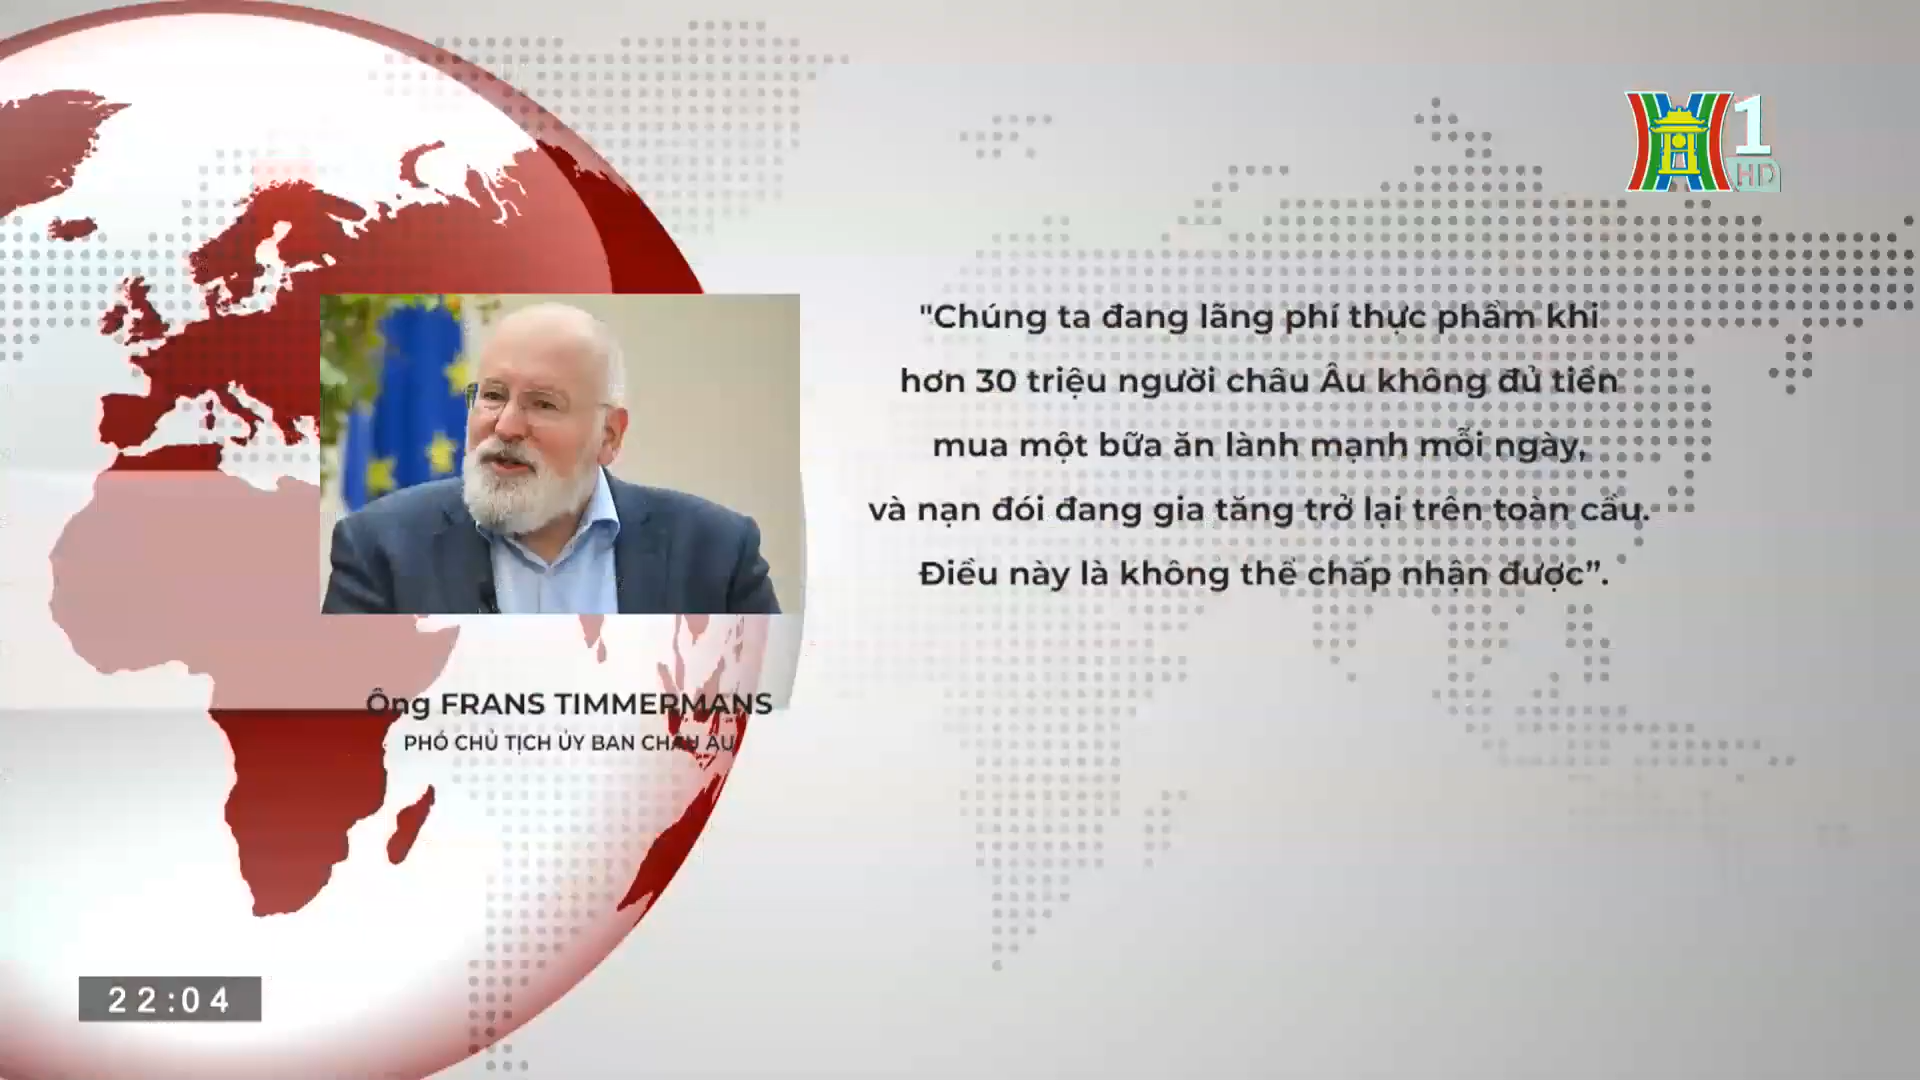 1
HD
"Chúng ta đang lãng phí thực phẩm khi
hơn 30 triệu người châu Âu không đủ tiền
mua một bữa ăn lành mạnh mỗi ngày,
và nạn đói đang gia tăng trở lại trên toàn cầu.
Điều này là không thể chấp nhận được”.
Ông FRANS TIMMERMANS
PHÓ CHỦ TỊCH ỦY BAN CHÂU ÂU
22:04